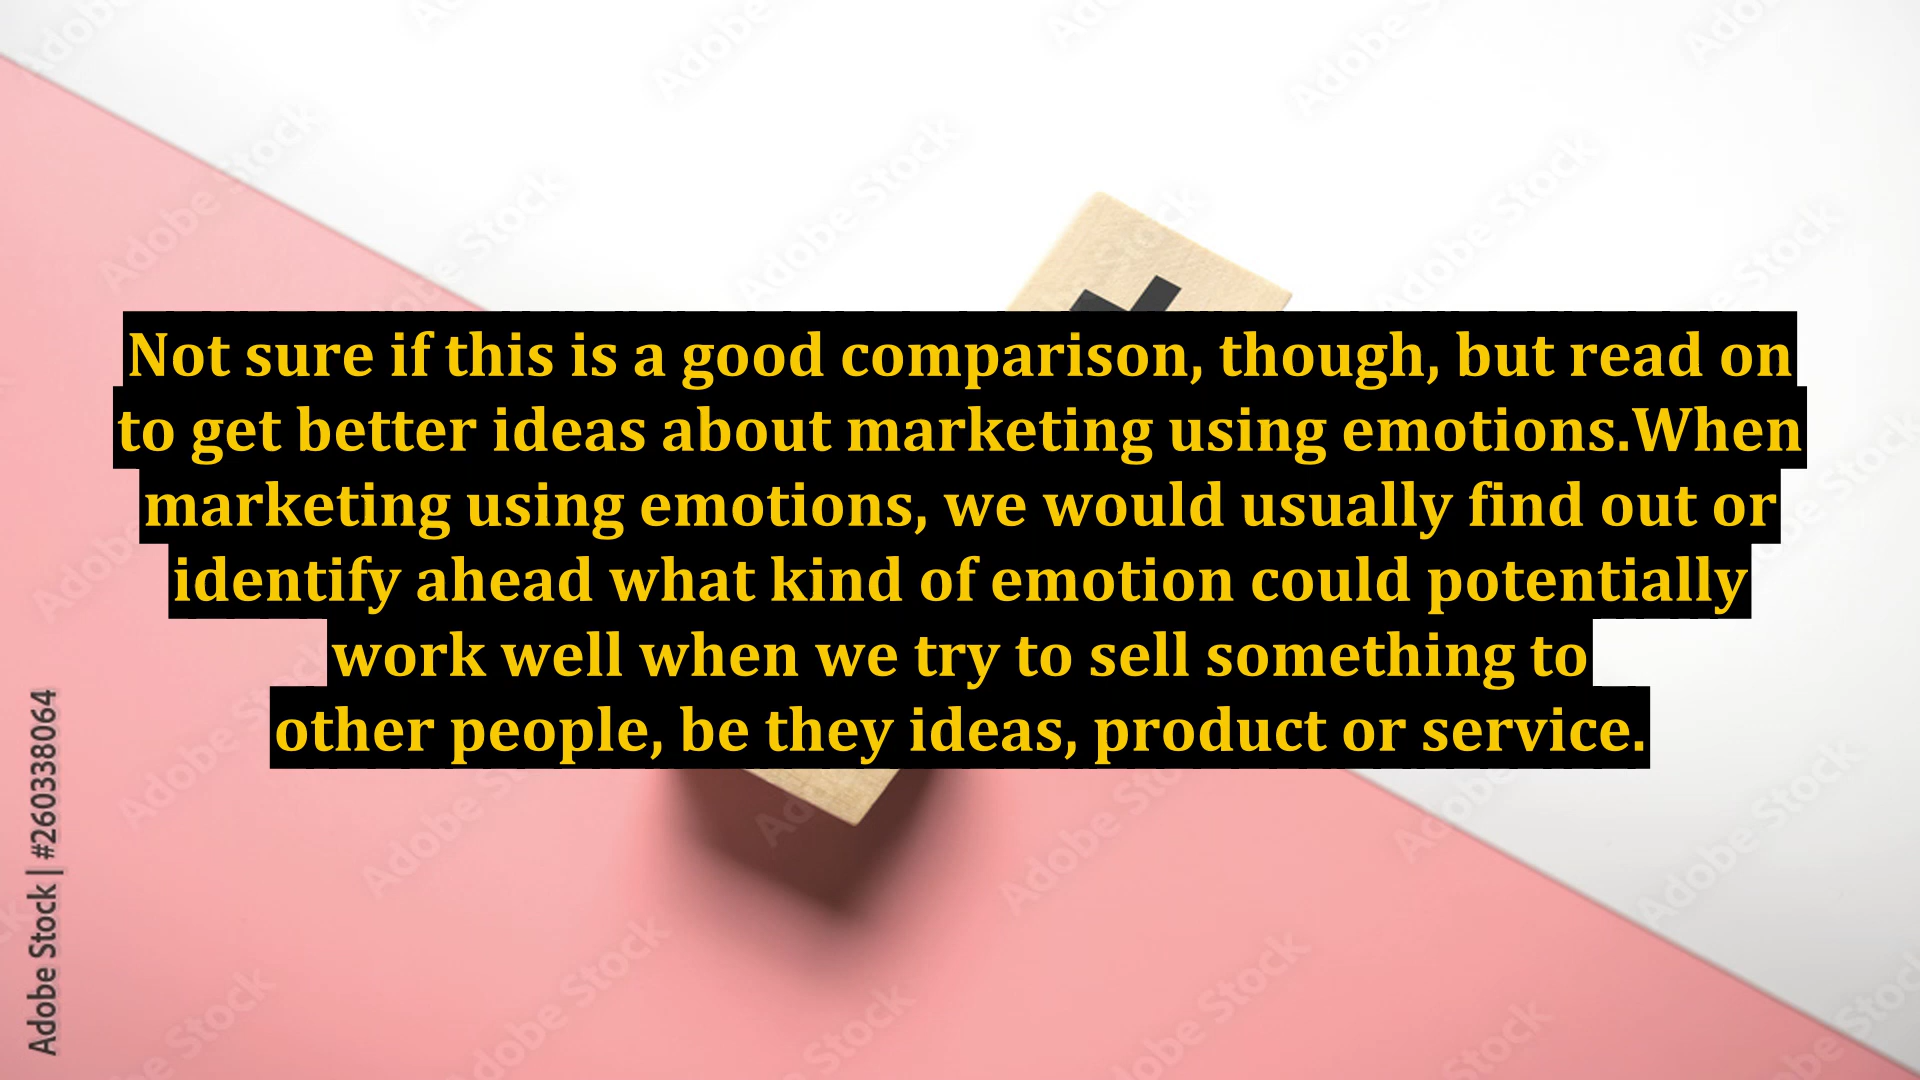 Not sure if this is a good comparison, though, but read on
to get better ideas about marketing using emotions.When
marketing using emotions, we would usually find out or
identify ahead what kind of emotion could potentially
work well when we try to sell something to
other people, be they ideas, product or service.
Adobe Stock | #260338064
Adobe Stock